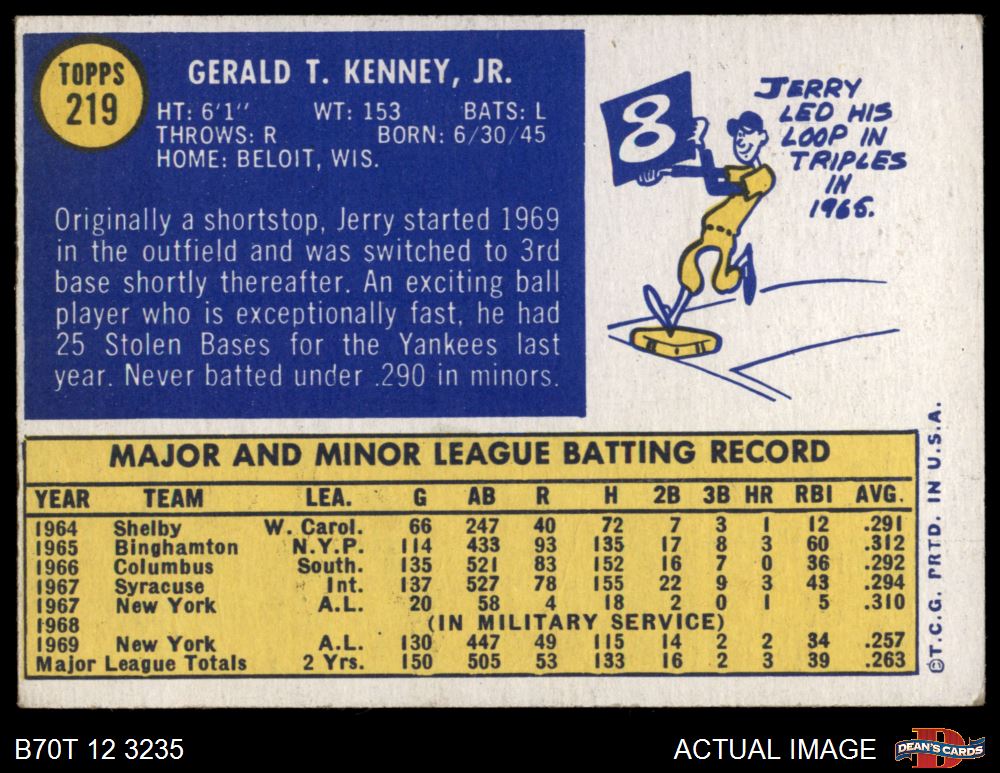 TOPPS
219
GERALD T. KENNEY, JR.
HT: 6'1" WT: 153 BATS: L
THROWS: R BORN: 6/30/45
HOME: BELOIT, WIS.
Originally a shortstop, Jerry started 1969
in the outfield and was switched to 3rd
base shortly thereafter. An exciting ball
player who is exceptionally fast, he had
25 Stolen Bases for the Yankees last
year. Never batted under .290 in minors.
8
JERRY
LED HIS
LOOP IN
TRIPLES
IN
1965.
MAJOR AND MINOR LEAGUE BATTING RECORD
YEAR TEAM LEA. G AB R H 2B 3B HR RBI AVG.
1964 Shelby W. Carol. 66 247 40 72 7 3 1 12 .291
1965 Binghamton N.Y.P. 114 433 93 135 17 8 3 60 .312
1966 Columbus South. 135 521 83 152 16 7 0 36 .292
1967 Syracuse Int. 137 527 78 155 22 9 3 43 .294
1967 New York A.L. 20 58 4 18 2 0 1 5 .310
1968 (IN MILITARY SERVICE)
1969 New York A.L. 130 447 49 115 14 2 2 34 .257
Major League Totals 2 Yrs. 150 505 53 133 16 2 3 39 .263
©T.C.G. PRTD. IN U.S.A.
B70T 12 3235
ACTUAL IMAGE
D
DEAN'S CARDS